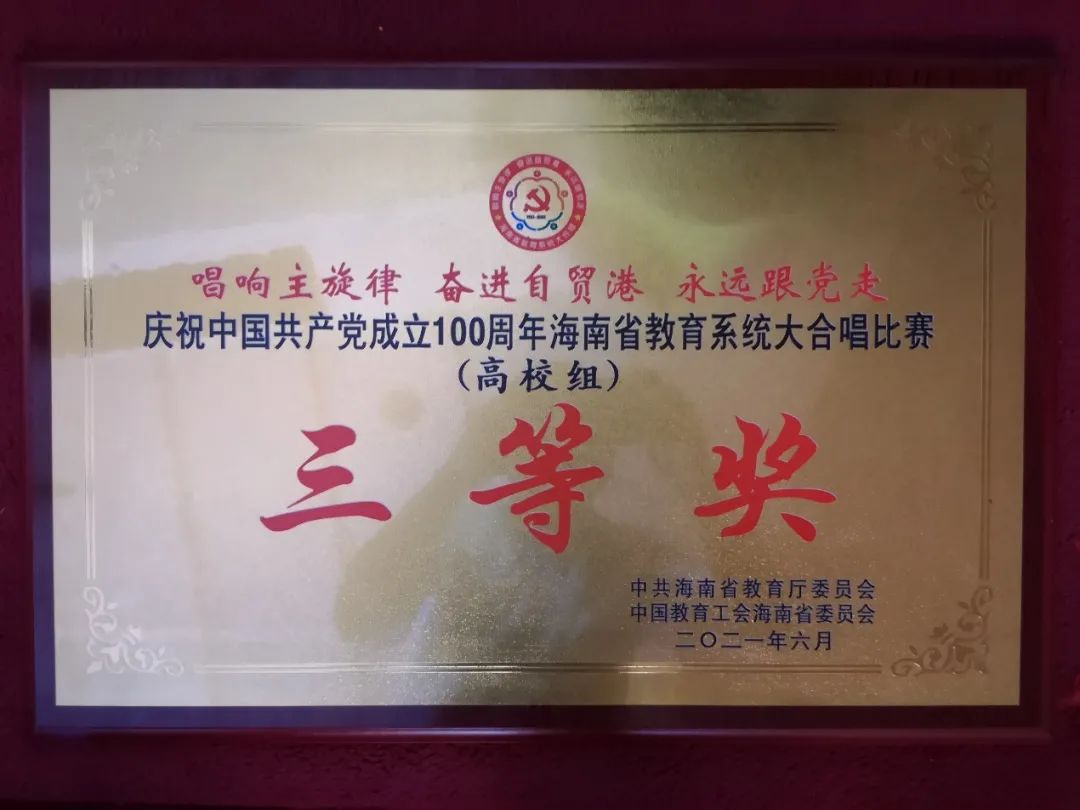 唱响主旋律 奋进自贸港 永远跟党走
庆祝中国共产党成立100周年海南省教育系统大合唱比赛
(高校组)
三等奖
中共海南省教育厅委员会
中国教育工会海南省委员会
二〇二一年六月